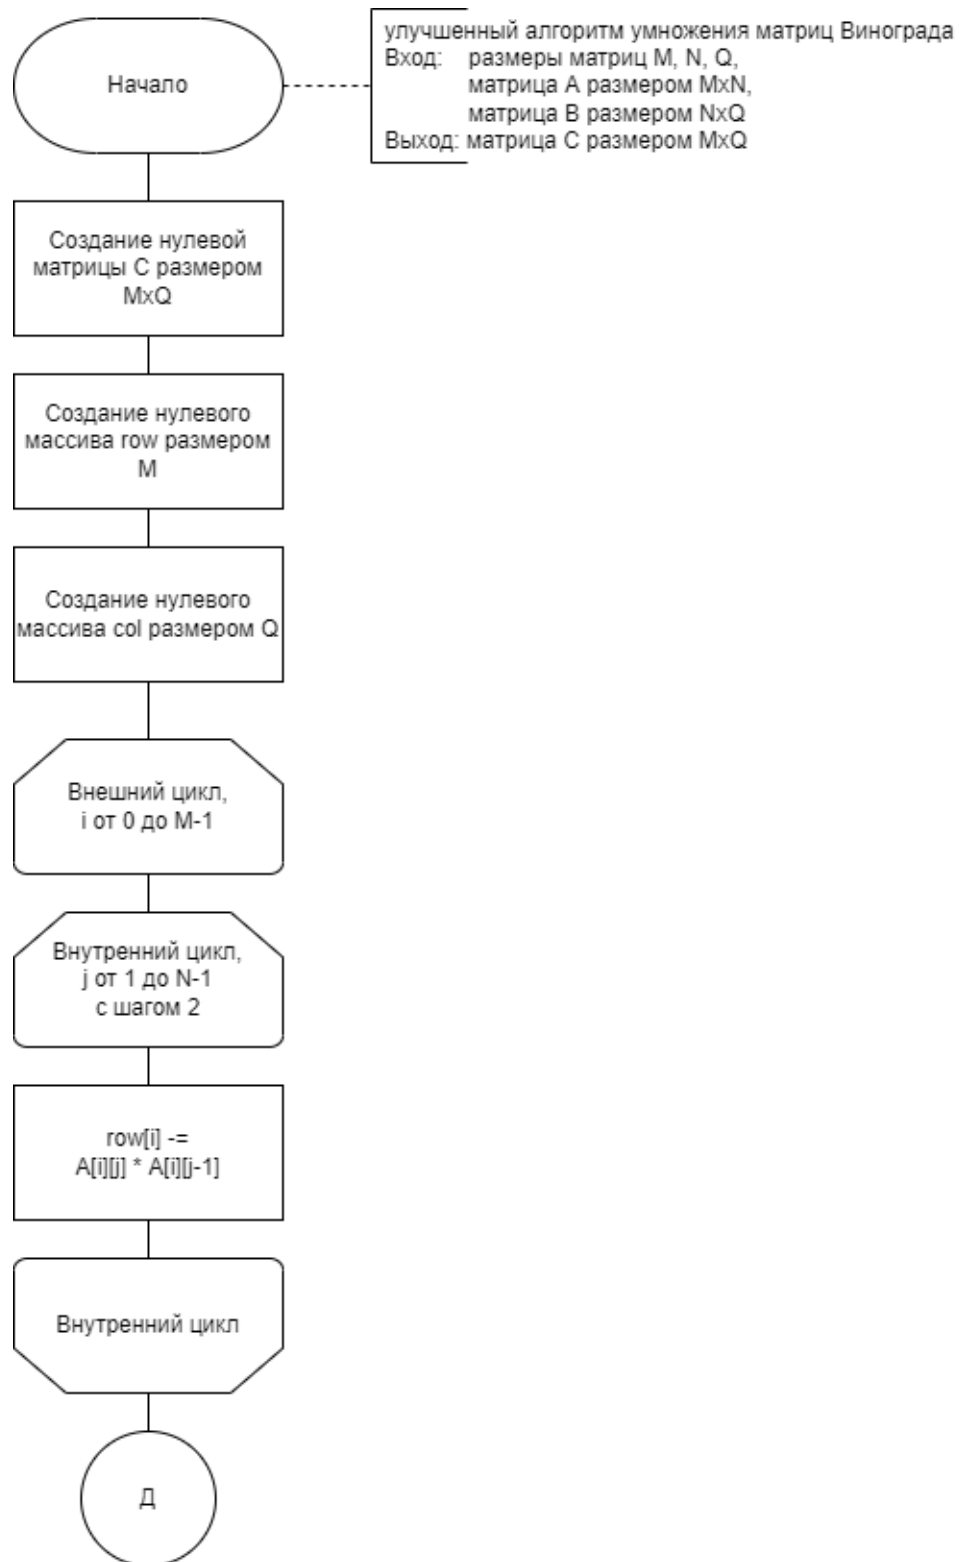 Начало
улучшенный алгоритм умножения матриц Винограда
Вход: размеры матриц M, N, Q,
матрица A размером MxN,
матрица B размером NxQ
Выход: матрица C размером MxQ
Создание нулевой
матрицы C размером
MxQ
Создание нулевого
массива row размером
M
Создание нулевого
массива col размером Q
Внешний цикл,
i от 0 до M-1
Внутренний цикл,
j от 1 до N-1
с шагом 2
row[i] -=
A[i][j] * A[i][j-1]
Внутренний цикл
Д